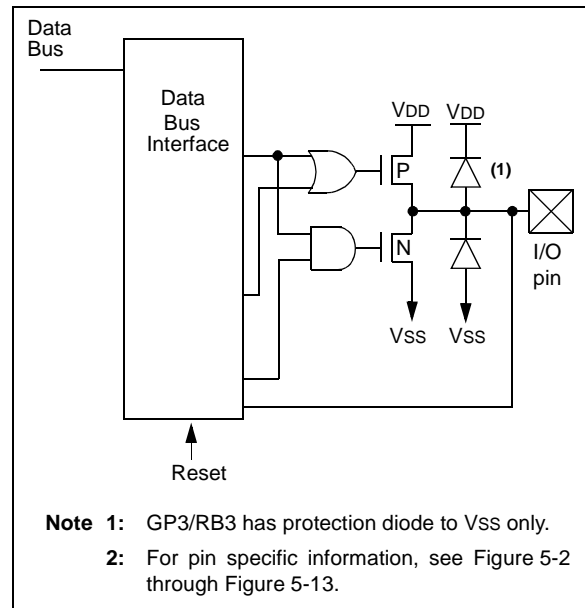 Data
Bus
Data
Bus
Interface
VDD
VDD
P
(1)
N
I/O
pin
VSS
VSS
Reset
Note 1: GP3/RB3 has protection diode to VSS only.
2: For pin specific information, see Figure 5-2
through Figure 5-13.